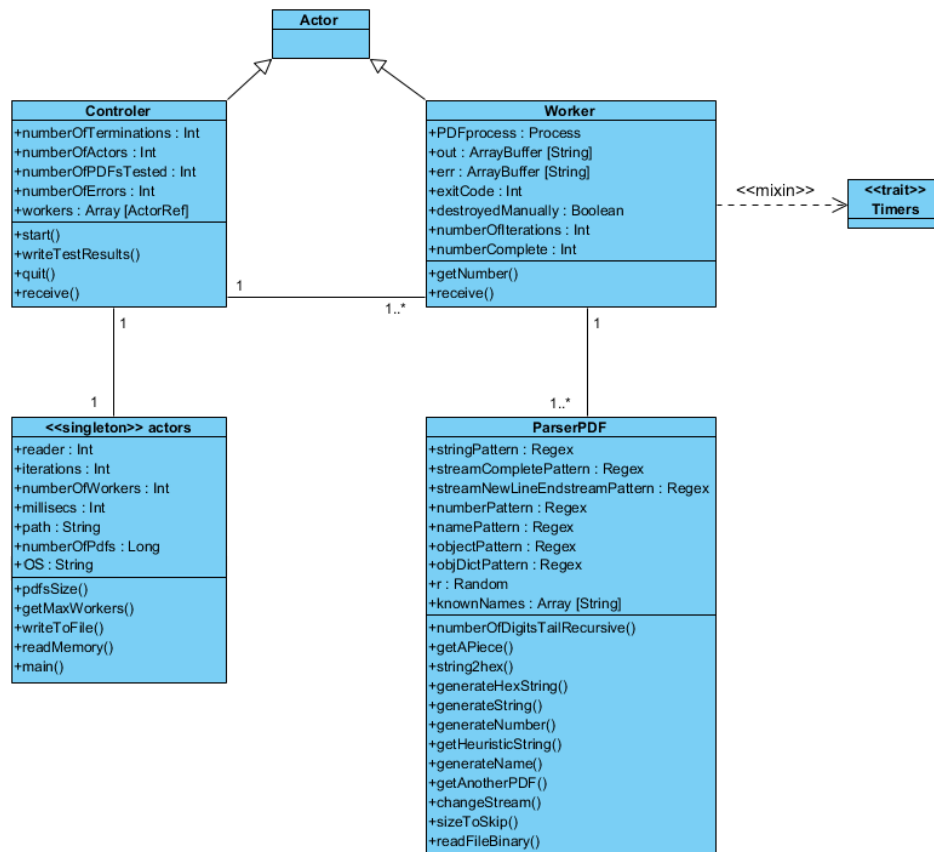 Actor
Controler
+numberOfTerminations : Int
+numberOfActors : Int
+numberOfPDFsTested : Int
+numberOfErrors : Int
+workers : Array [ActorRef]
+start()
+writeTestResults()
+quit()
+receive()
Worker
+PDFprocess : Process
+out : ArrayBuffer [String]
+err : ArrayBuffer [String]
+exitCode : Int
+destroyedManually : Boolean
+numberOfIterations : Int
+numberComplete : Int
+getNumber()
+receive()
<<mixin>>
<<trait>>
Timers
1
1..*
1
1
1
1..*
<<singleton>> actors
+reader : Int
+iterations : Int
+numberOfWorkers : Int
+millisecs : Int
+path : String
+numberOfPdfs : Long
+OS : String
+pdfsSize()
+getMaxWorkers()
+writeToFile()
+readMemory()
+main()
ParserPDF
+stringPattern : Regex
+streamCompletePattern : Regex
+streamNewLineEndstreamPattern : Regex
+numberPattern : Regex
+namePattern : Regex
+objectPattern : Regex
+objDictPattern : Regex
+r : Random
+knownNames : Array [String]
+numberOfDigitsTailRecursive()
+getAPiece()
+string2hex()
+generateHexString()
+generateString()
+generateNumber()
+getHeuristicString()
+generateName()
+getAnotherPDF()
+changeStream()
+sizeToSkip()
+readFileBinary()